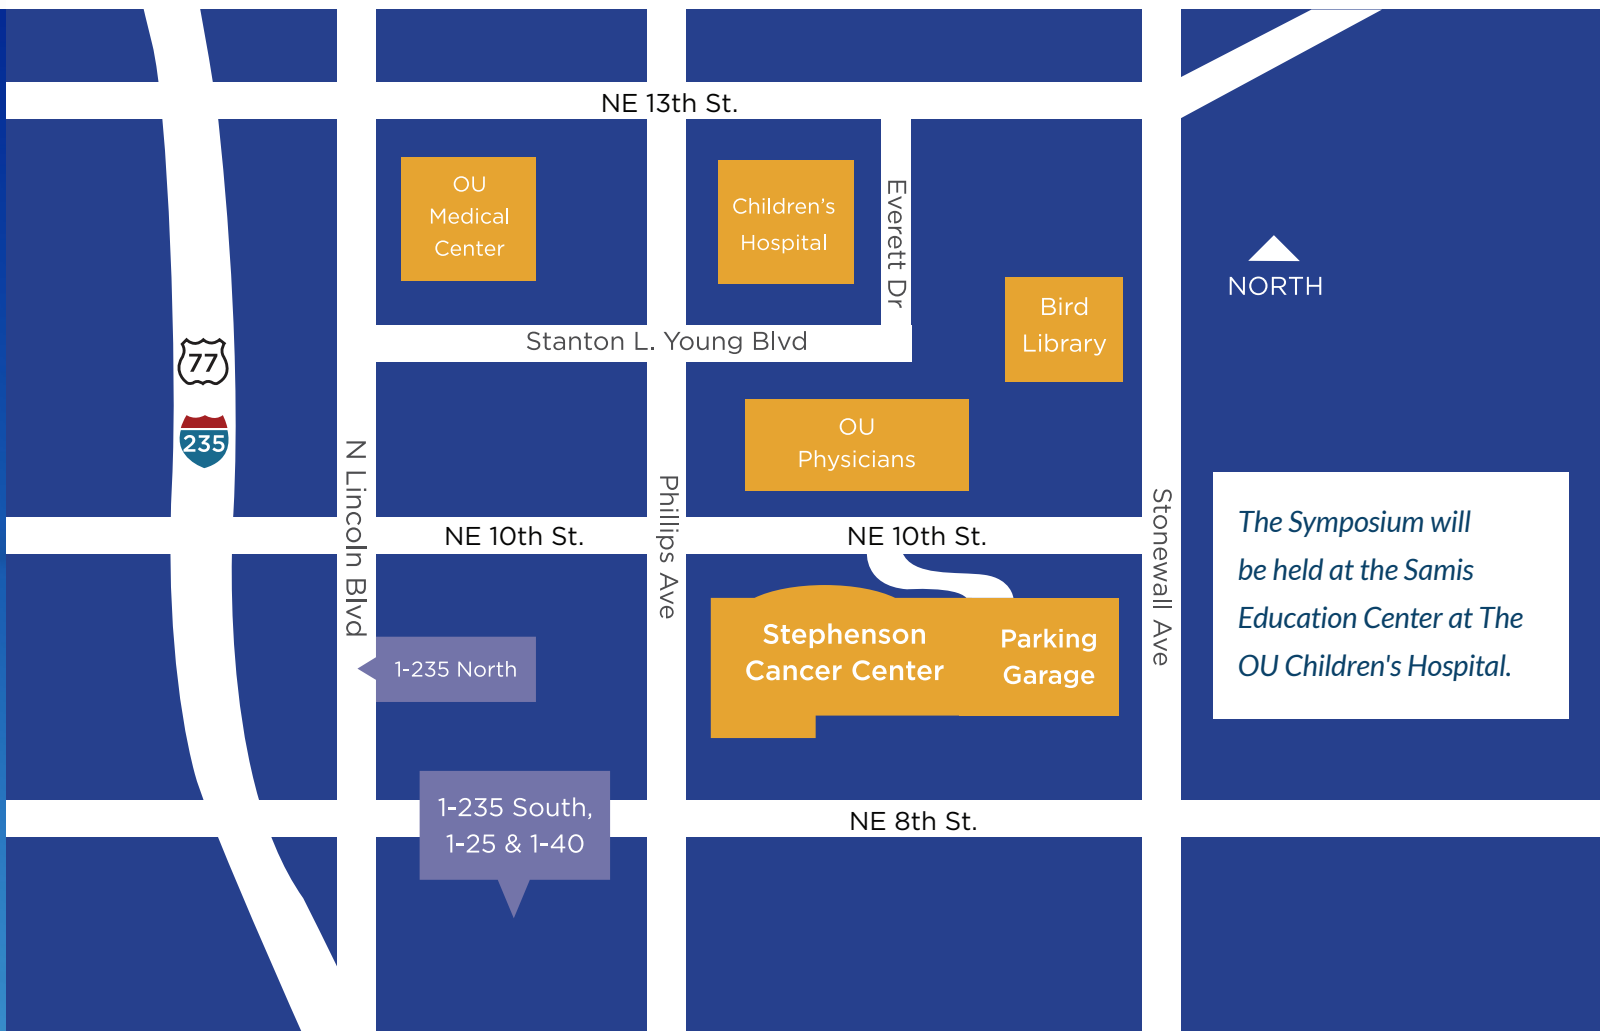 NE 13th St.
OU
Medical
Center
Children's
Hospital
Everett Dr
Bird
Library
NORTH
Stanton L. Young Blvd
77
235
OU
Physicians
N Lincoln Blvd
Phillips Ave
Stonewall Ave
NE 10th St.
NE 10th St.
The Symposium will
be held at the Samis
Education Center at The
OU Children's Hospital.
Stephenson
Cancer Center
Parking
Garage
1-235 North
1-235 South,
1-25 & 1-40
NE 8th St.